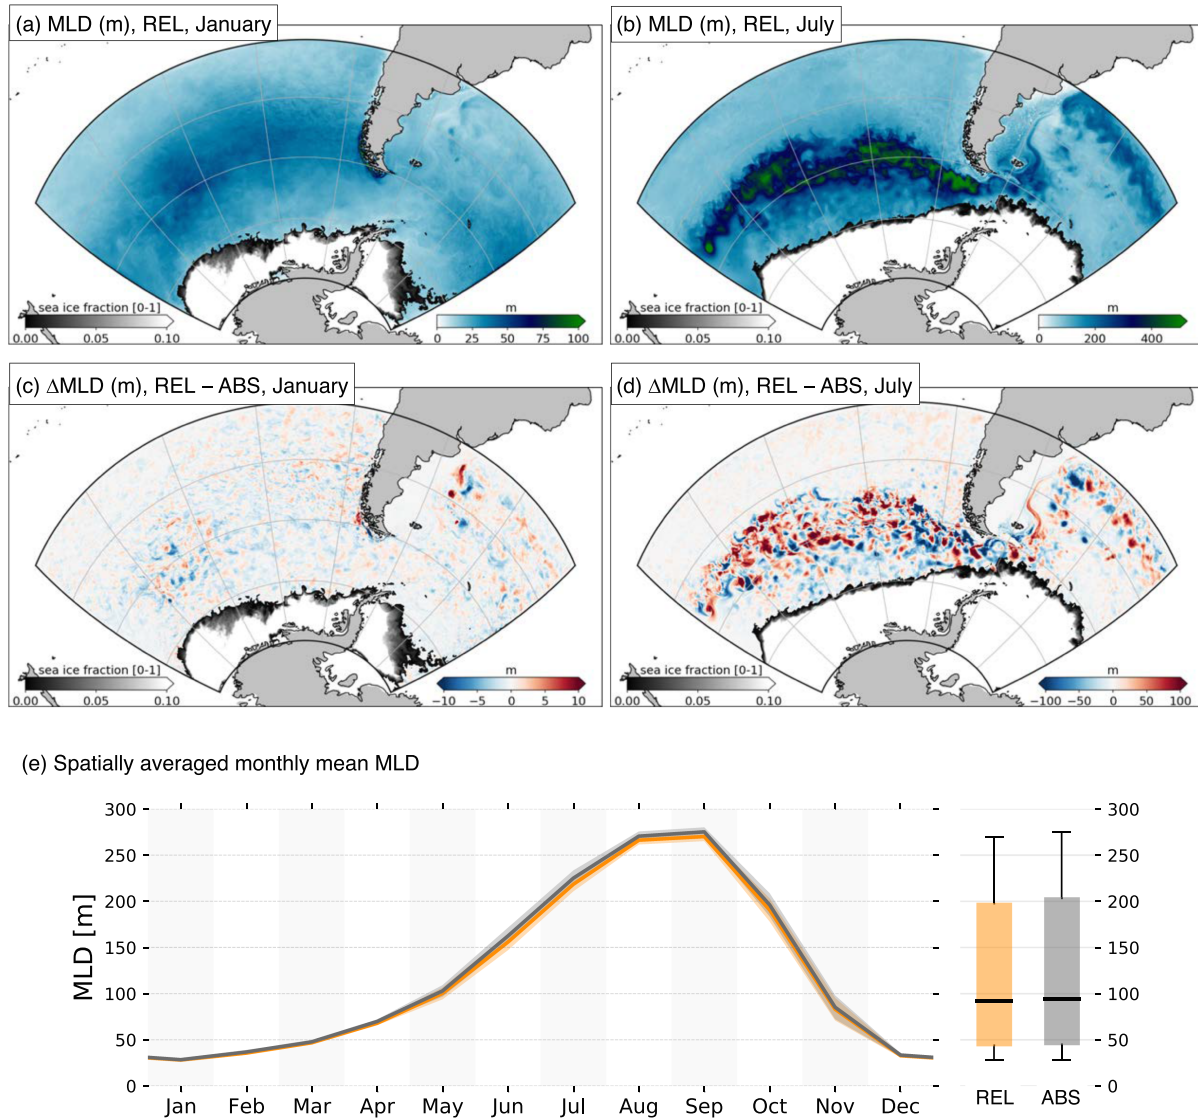 (a) MLD (m), REL, January
(b) MLD (m), REL, July
sea ice fraction [0-1]
0.00 0.05 0.10
m
0 25 50 75 100
sea ice fraction [0-1]
0.00 0.05 0.10
m
0 200 400
(c) ΔMLD (m), REL – ABS, January
(d) ΔMLD (m), REL – ABS, July
sea ice fraction [0-1]
0.00 0.05 0.10
m
−10 −5 0 5 10
sea ice fraction [0-1]
0.00 0.05 0.10
m
−100 −50 0 50 100
(e) Spatially averaged monthly mean MLD
MLD [m]
300
250
200
150
100
50
0
Jan Feb Mar Apr May Jun Jul Aug Sep Oct Nov Dec
300
250
200
150
100
50
0
REL ABS